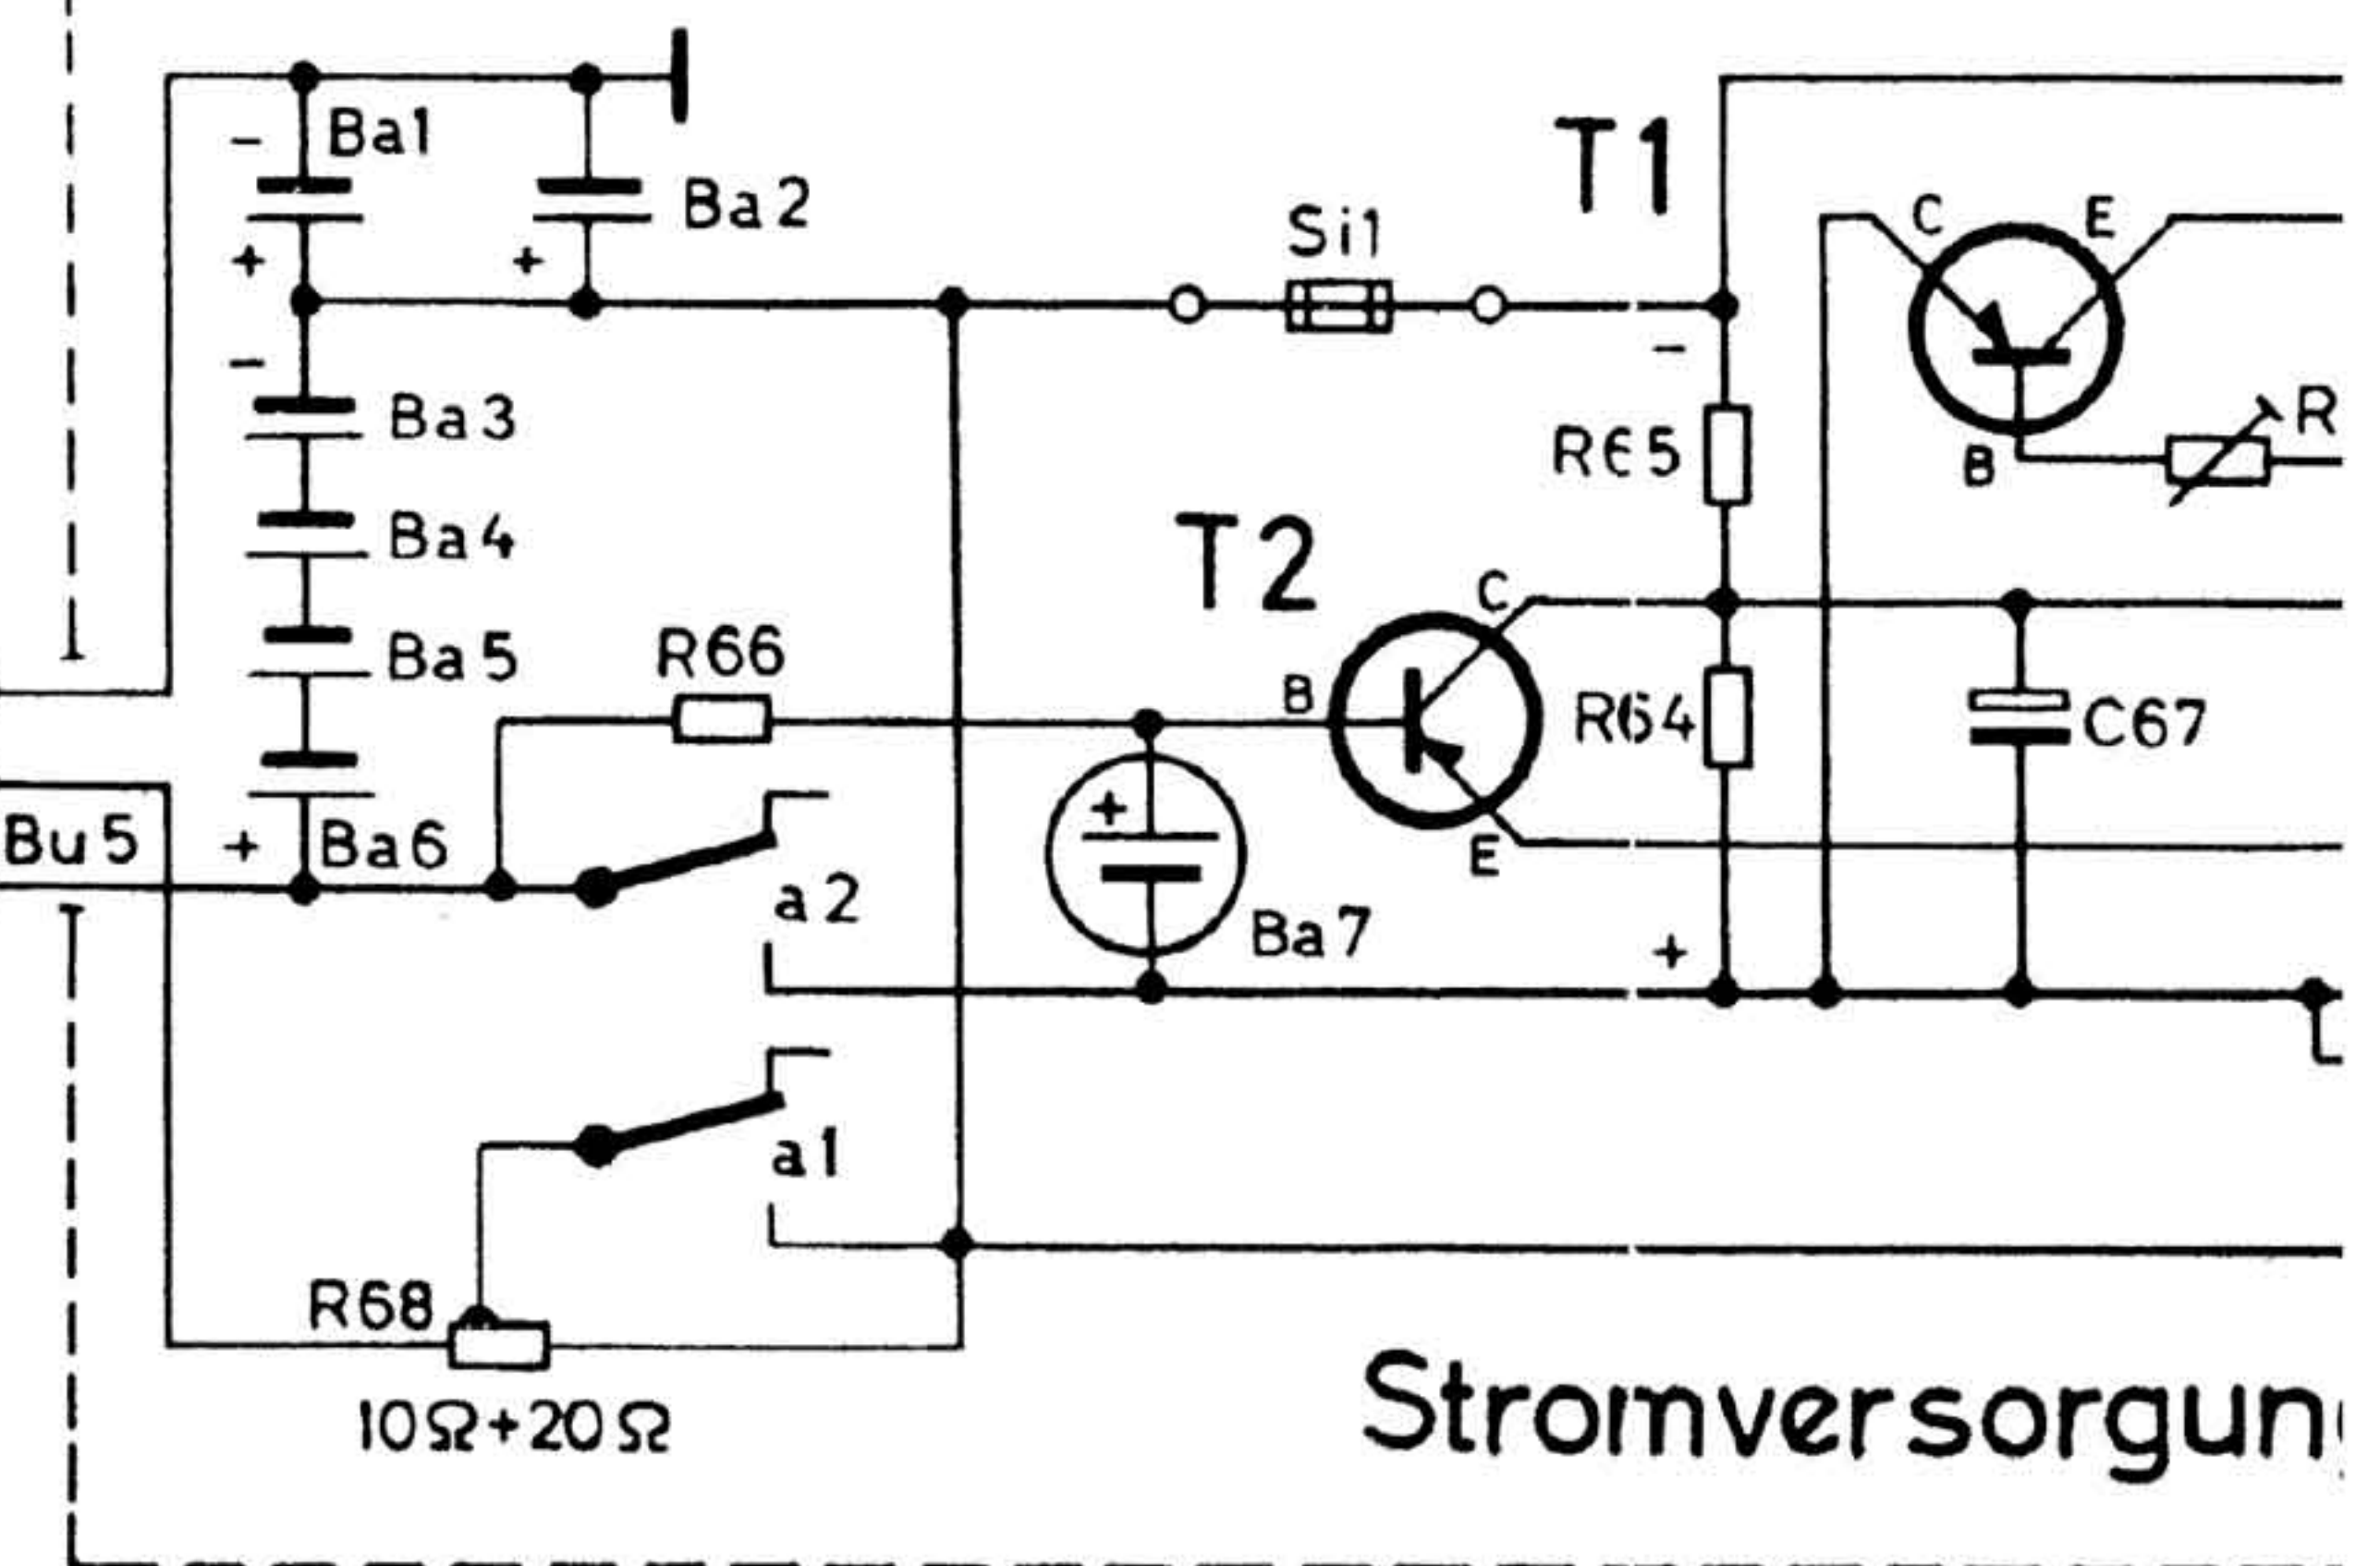 Ba1
-
+
Ba2
+
T1
Si1
C
E
-
Ba3
-
R65
B
R
Ba4
T2
C
Ba5
R66
B
R64
C67
+
Bu5
+
Ba6
E
a2
Ba7
+
a1
R68
10Ω+20Ω
Stromversorgun